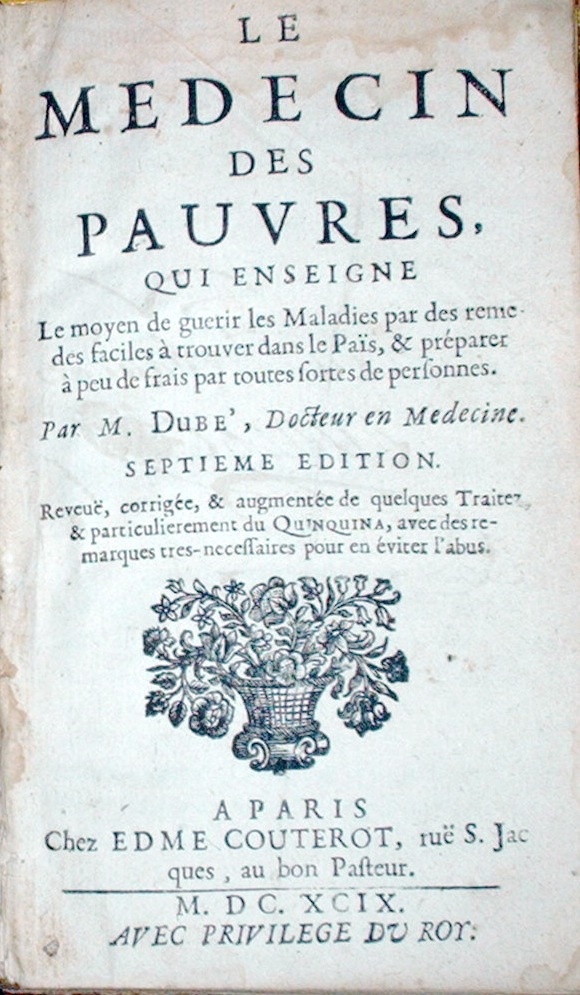 LE
MEDECIN
DES
PAUVRES,
QUI ENSEIGNE
Le moyen de guerir les Maladies par des reme-
des faciles à trouver dans le Païs, & préparer
à peu de frais par toutes ſortes de perſonnes.
Par M. DUBE', Docteur en Medecine.
SEPTIEME EDITION.
Reveuë, corrigée, & augmentée de quelques Traitez
& particulierement du QUINQUINA, avec des re-
marques tres-neceſſaires pour en éviter l'abus.
A PARIS
Chez EDME COUTEROT, ruë S. Jac
ques, au bon Paſteur.
M. DC. XCIX.
AVEC PRIVILEGE DU ROY.